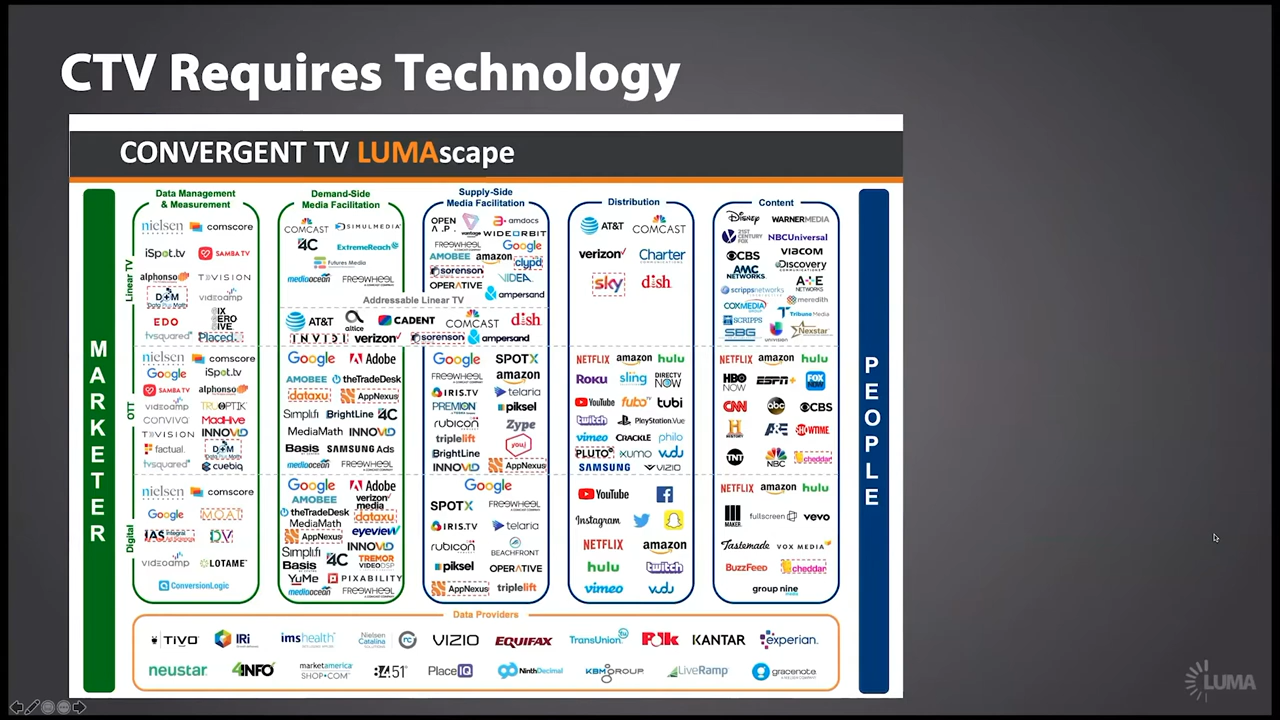 CTV Requires Technology
CONVERGENT TV LUMAscape
MARKETER
PEOPLE
Data Management
& Measurement
Demand-Side
Media Facilitation
Supply-Side
Media Facilitation
Distribution
Content
Linear TV
nielsen comscore
iSpot.tv SAMBA TV
alphonso TVISION
D+M videoamp
EDO
tvsquared Placed
COMCAST SIMULMEDIA
4C ExtremeReach
Futures Media
mediaocean FREEWHEEL
OPEN A.P. amdocs
WIDEORBIT
FREEWHEEL Google
AMOBEE amazon clypd
sorenson
OPERATIVE
ampersand
AT&T COMCAST
verizon Charter
sky dish
Disney WARNERMEDIA
21ST CENTURY FOX NBCUniversal
CBS VIACOM
AMC NETWORKS Discovery
scrippsnetworks A+E NETWORKS
COX MEDIA GROUP meredith
SCRIPPS Tribune Media
SBG Nexstar
Addressable Linear TV
AT&T altice CADENT COMCAST dish
INVIDI verizon sorenson ampersand
OTT
nielsen comscore
Google iSpot.tv
SAMBA TV alphonso
videoamp TRUOPTIK
conviva MadHive
TVISION INNOVID
factual. D+M
tvsquared cuebiq
Google Adobe
AMOBEE theTradeDesk
dataxu AppNexus
Simplifi BrightLine 4C
MediaMath INNOVID
Basis SAMSUNG Ads
mediaocean FREEWHEEL
Google SPOTX
FREEWHEEL amazon
IRIS.TV telaria
PREMION piksel
rubicon Zype
triplelift youj
BrightLine
INNOVID AppNexus
NETFLIX amazon hulu
Roku sling DIRECTV NOW
YouTube fuboTV tubi
twitch PlayStation.Vue
vimeo CRACKLE philo
PLUTO xumo vudu
SAMSUNG VIZIO
NETFLIX amazon hulu
HBO NOW ESPN+ FOX NOW
CNN abc CBS
HISTORY A&E SHOWTIME
TNT NBC cheddar
Digital
nielsen comscore
Google MOAT
IAS Integral DV
videoamp LOTAME
ConversionLogic
Google Adobe
AMOBEE verizon media
theTradeDesk dataxu
MediaMath
AppNexus eyeview
Simplifi INNOVID
Basis 4C TREMOR VIDEO DSP
YuMe PIXABILITY
mediaocean FREEWHEEL
Google
SPOTX FREEWHEEL
IRIS.TV telaria
rubicon BEACHFRONT
piksel OPERATIVE
AppNexus triplelift
YouTube
Instagram
NETFLIX amazon
hulu twitch
vimeo vudu
NETFLIX amazon hulu
MAKER fullscreen vevo
Tastemade VOX MEDIA
BuzzFeed cheddar
group nine
Data Providers
TiVo IRi imshealth Nielsen Catalina rc VIZIO EQUIFAX TransUnion Polk KANTAR experian.
neustar 4INFO marketamerica SHOP•COM 84.51° PlaceIQ NinthDecimal KBMGROUP LiveRamp gracenote
LUMA